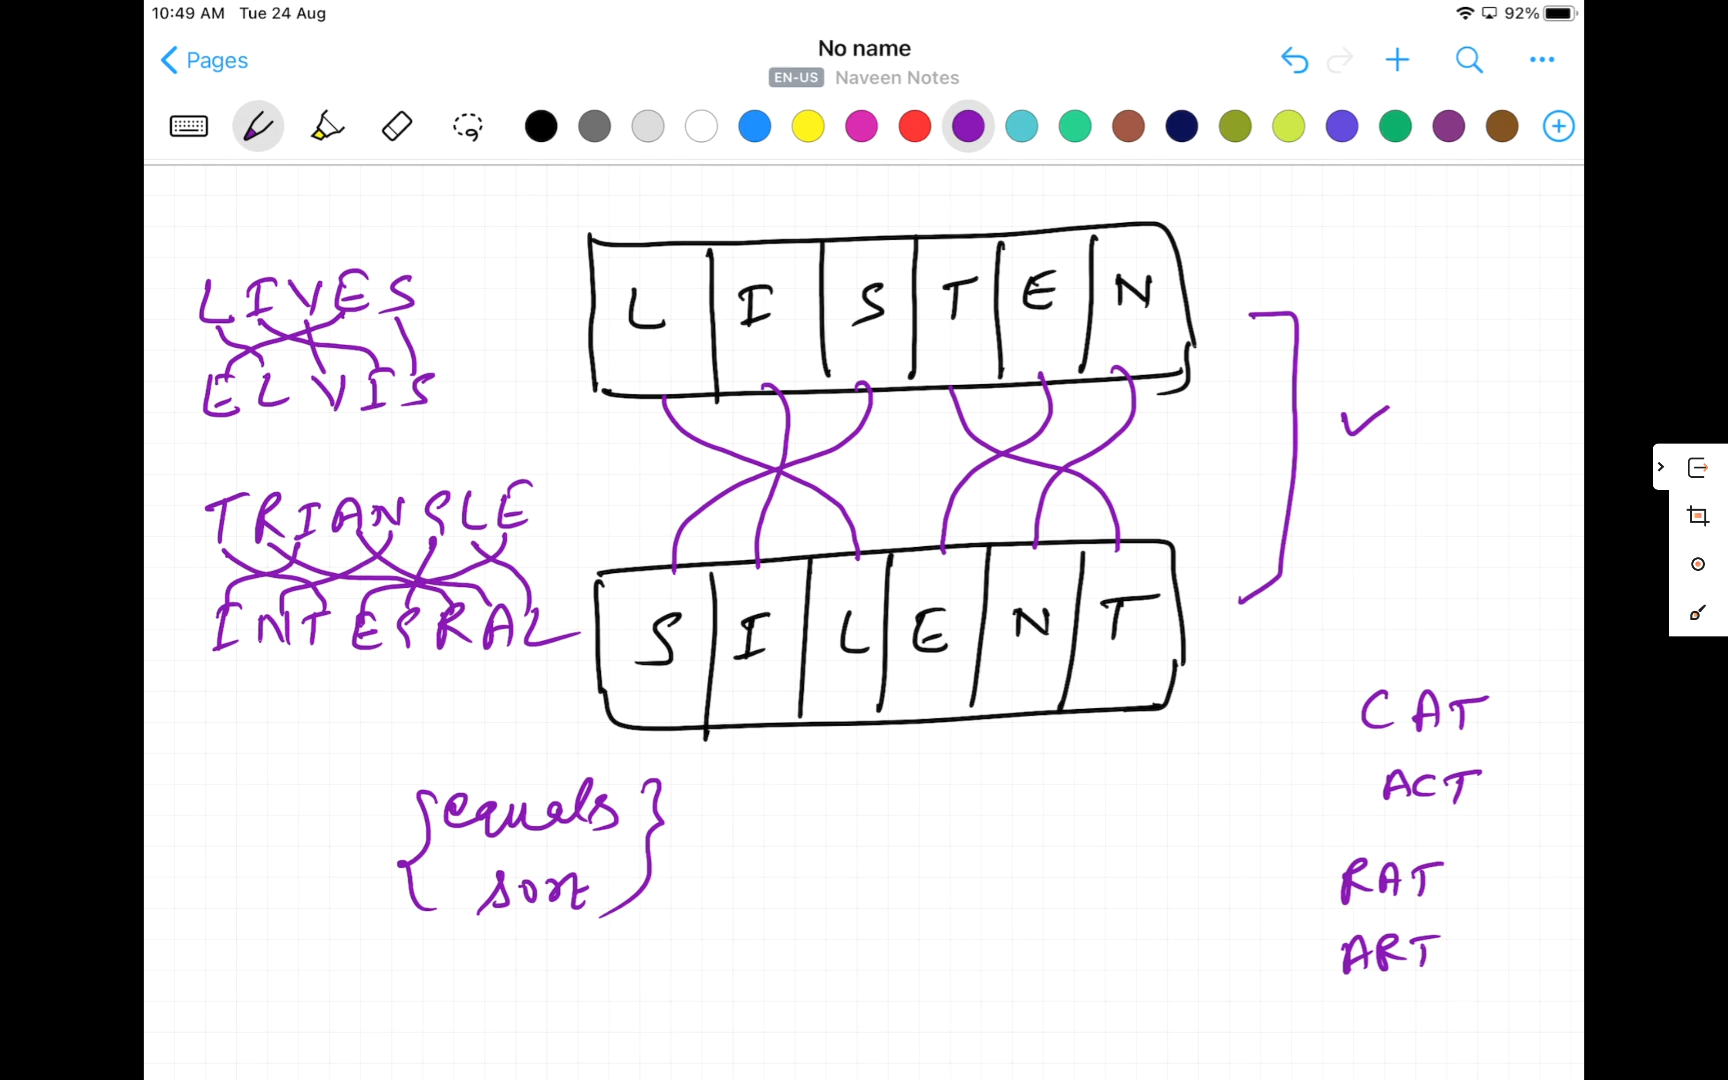 10:49 AM Tue 24 Aug
92%
Pages
No name
EN-US Naveen Notes
LIVES
ELVIS
TRIANGLE
INTEGRAL
L I S T E N
S I L E N T
{equals}
sort
CAT
ACT
RAT
ART